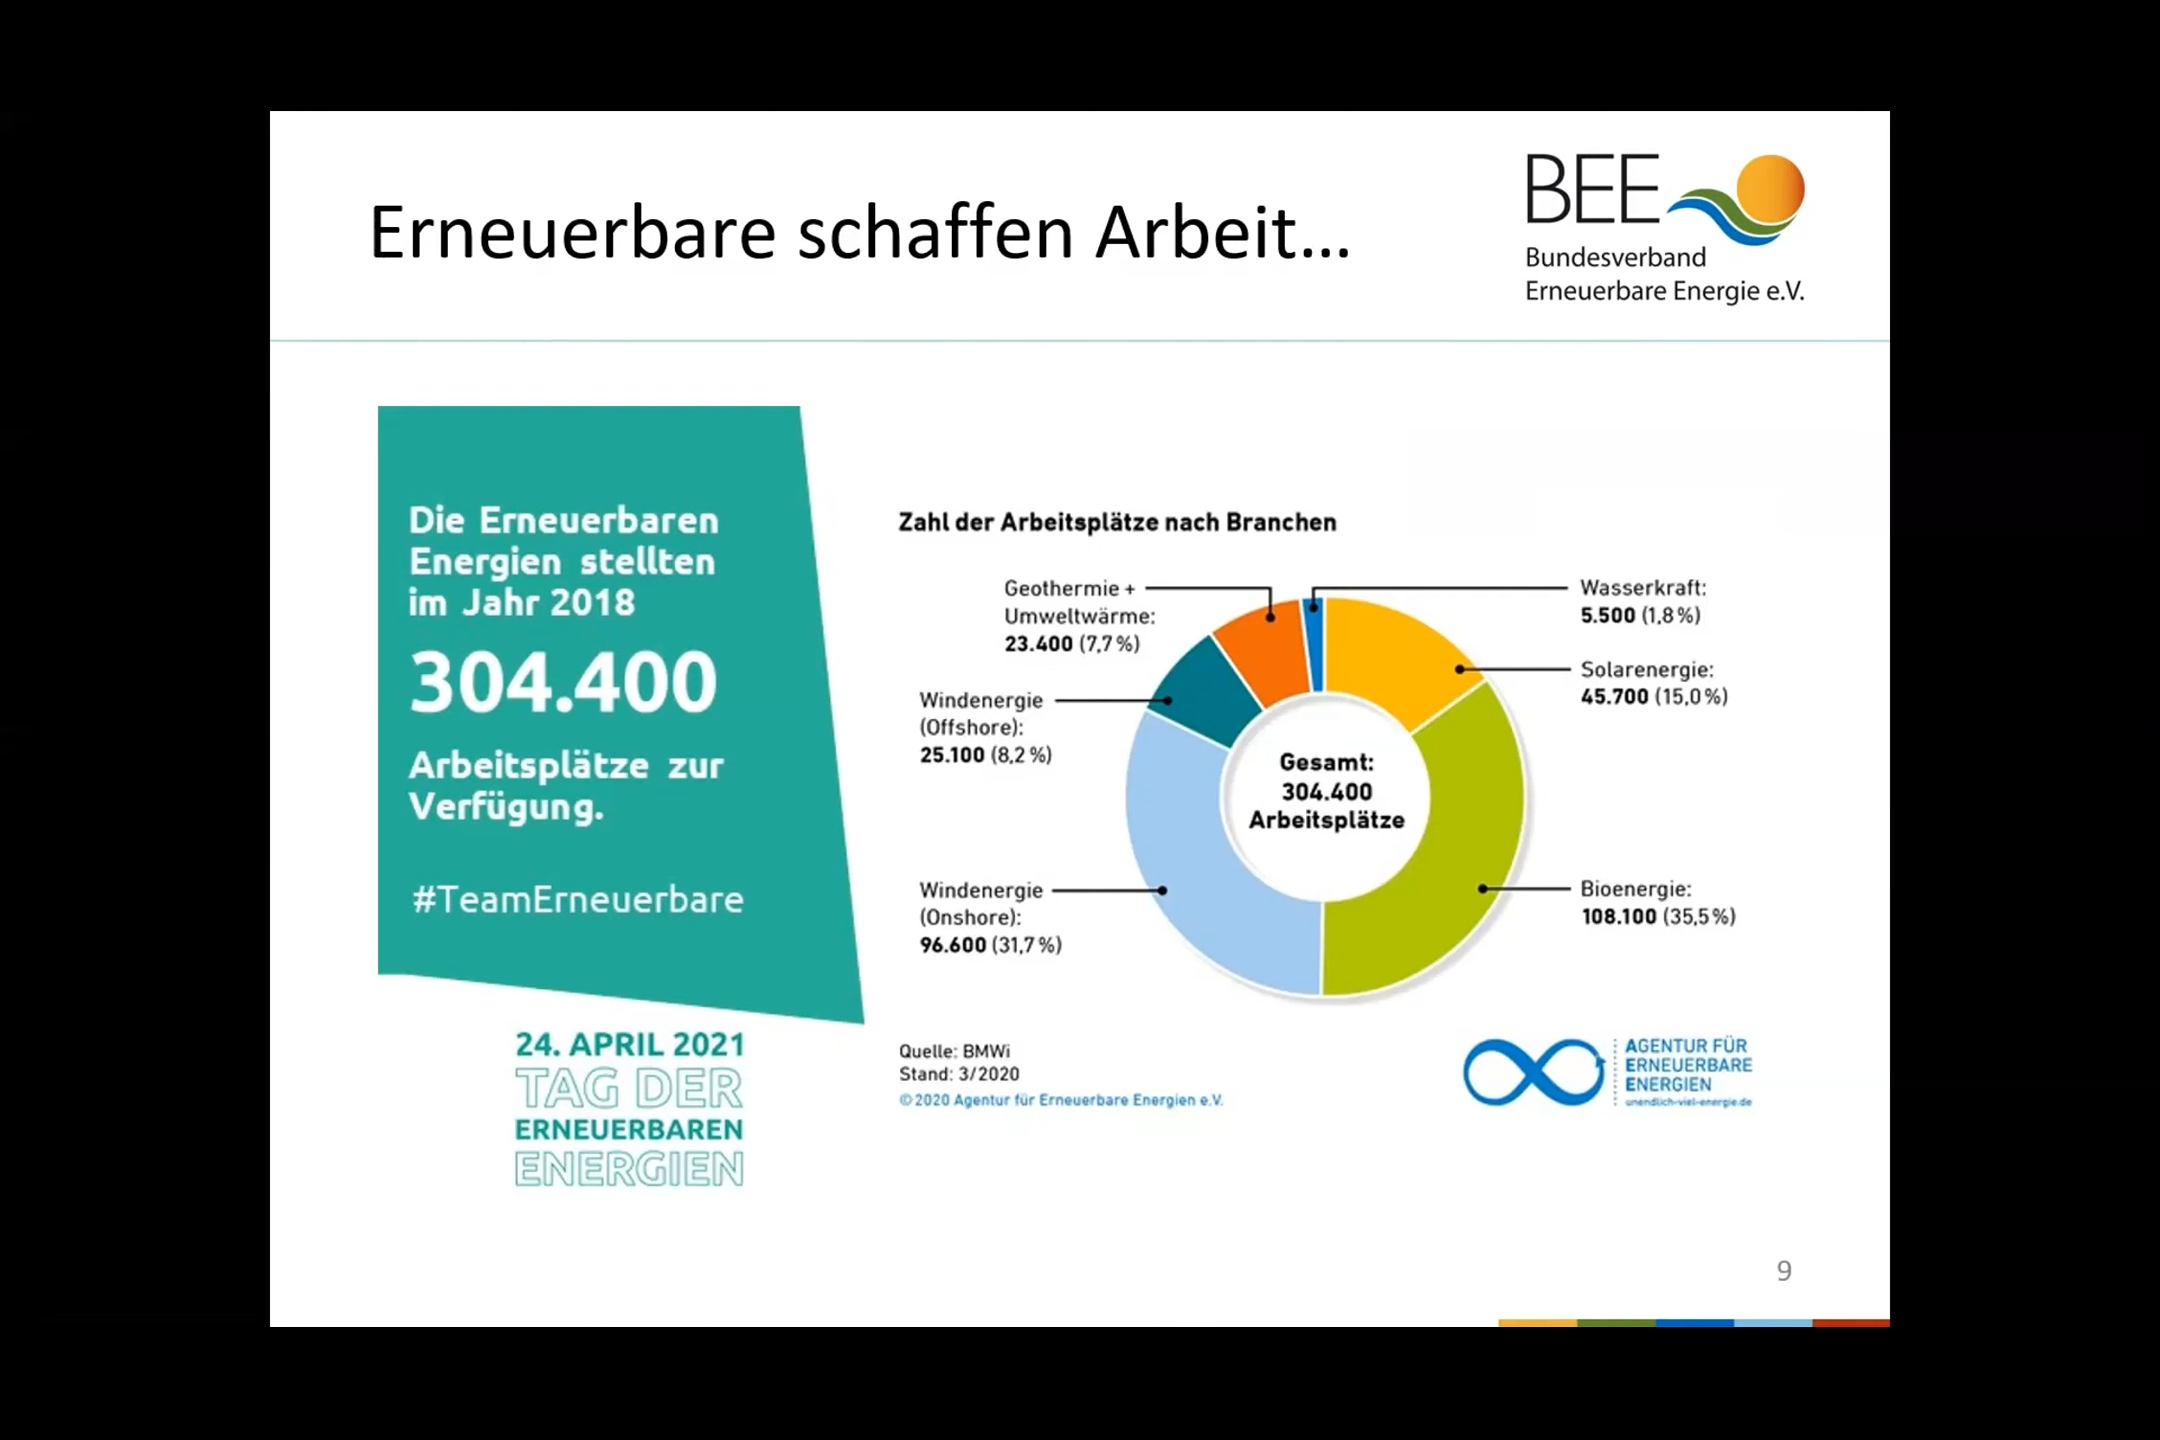 Erneuerbare schaffen Arbeit...
BEE
Bundesverband
Erneuerbare Energie e.V.
Die Erneuerbaren
Energien stellten
im Jahr 2018
304.400
Arbeitsplätze zur
Verfügung.
#TeamErneuerbare
24. APRIL 2021
TAG DER
ERNEUERBAREN
ENERGIEN
Zahl der Arbeitsplätze nach Branchen
Geothermie +
Umweltwärme:
23.400 (7,7 %)
Windenergie
(Offshore):
25.100 (8,2 %)
Windenergie
(Onshore):
96.600 (31,7 %)
Gesamt:
304.400
Arbeitsplätze
Wasserkraft:
5.500 (1,8 %)
Solarenergie:
45.700 (15,0 %)
Bioenergie:
108.100 (35,5 %)
Quelle: BMWi
Stand: 3/2020
© 2020 Agentur für Erneuerbare Energien e.V.
AGENTUR FÜR
ERNEUERBARE
ENERGIEN
unendlich-viel-energie.de
9